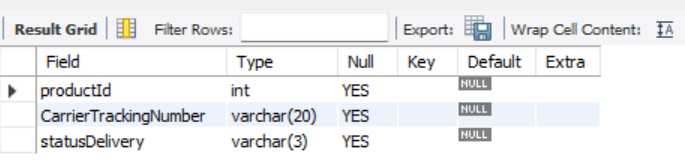 Result Grid Filter Rows: Export: Wrap Cell Content: IA
Field Type Null Key Default Extra
productId int YES NULL
CarrierTrackingNumber varchar(20) YES NULL
statusDelivery varchar(3) YES NULL